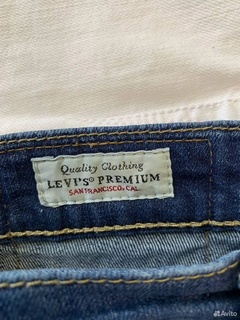 Quality Clothing
LEVI'S® PREMIUM
SAN FRANCISCO, CAL.
Avito